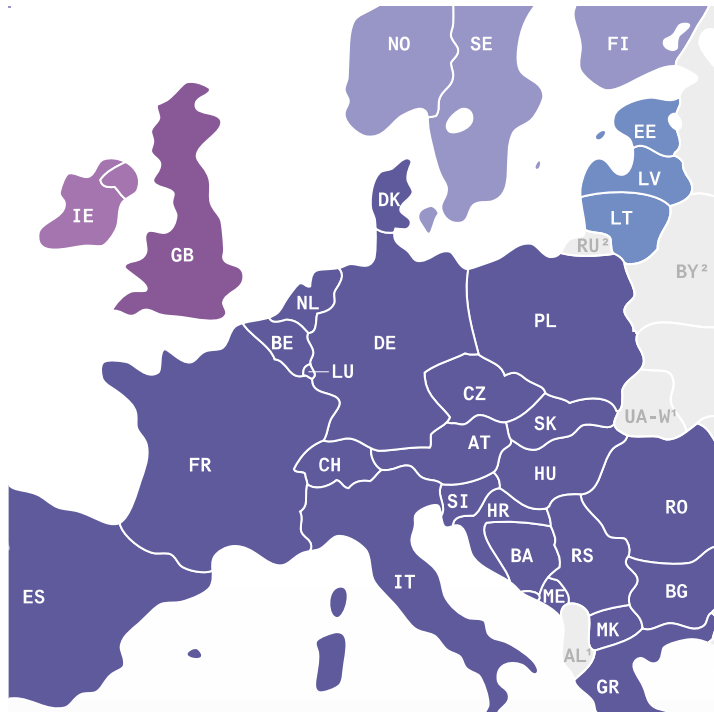 NO
SE
FI
EE
LV
LT
IE
DK
GB
RU²
BY²
NL
PL
BE
DE
LU
CZ
UA-W¹
SK
AT
FR
CH
HU
SI
HR
RO
BA
RS
IT
ES
ME
BG
MK
AL¹
GR